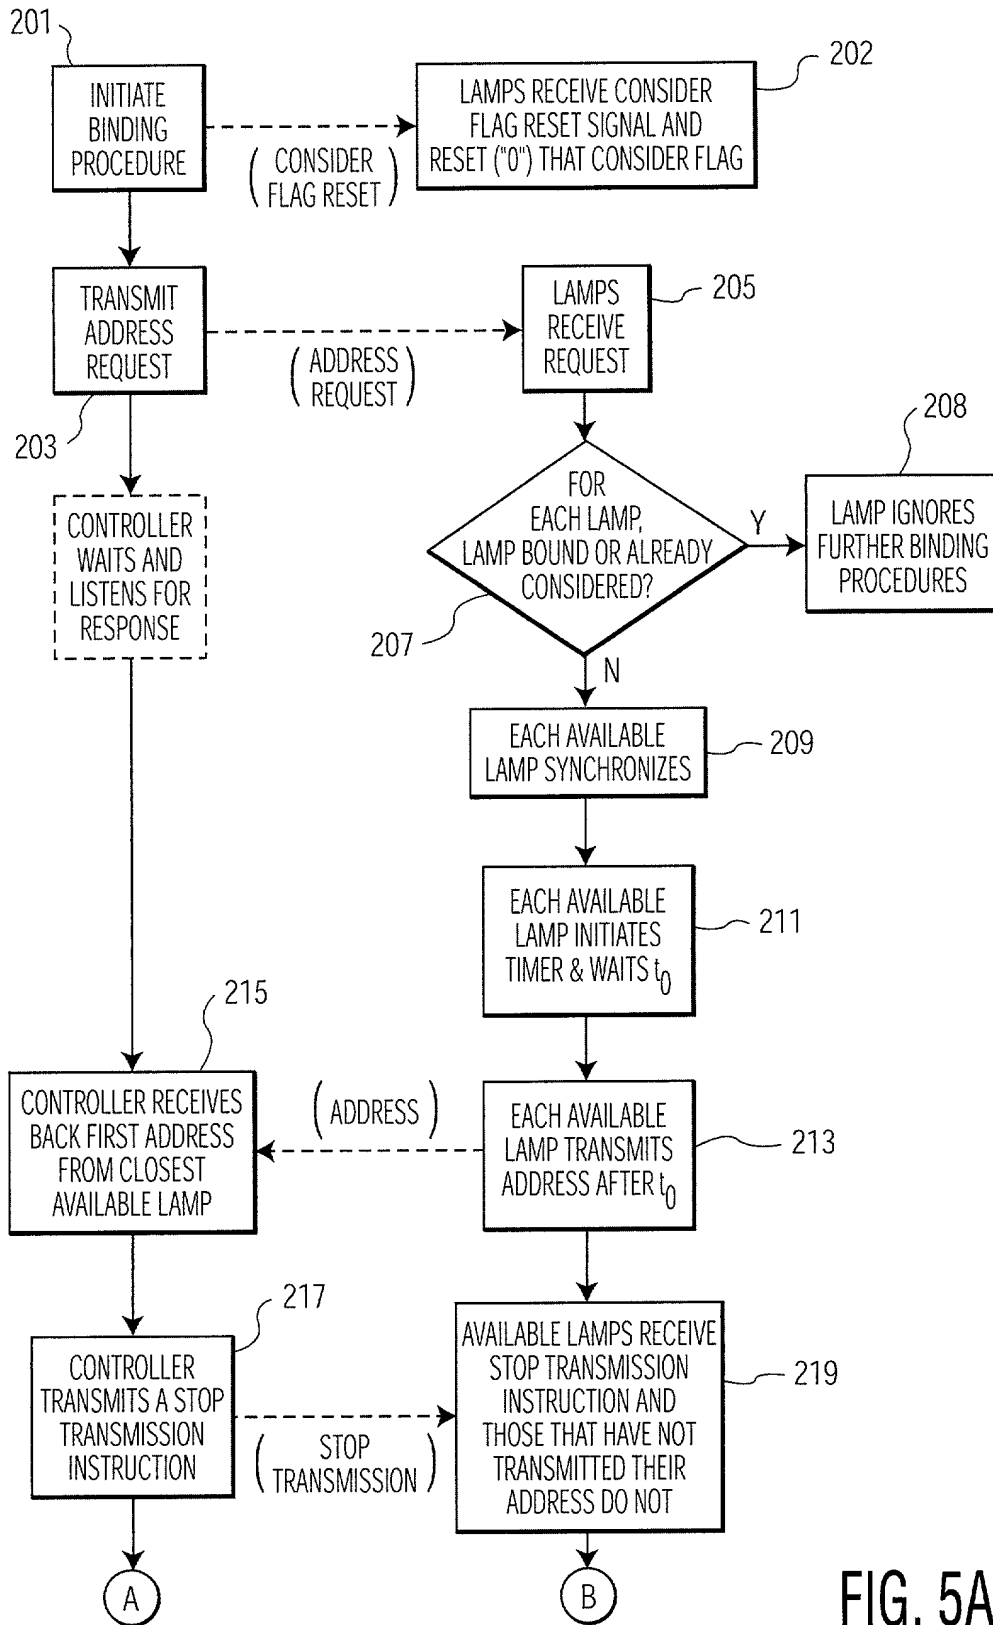 201
INITIATE
BINDING
PROCEDURE
(CONSIDER
FLAG RESET)
202
LAMPS RECEIVE CONSIDER
FLAG RESET SIGNAL AND
RESET ("0") THAT CONSIDER FLAG
TRANSMIT
ADDRESS
REQUEST
203
(ADDRESS
REQUEST)
LAMPS
RECEIVE
REQUEST
205
CONTROLLER
WAITS AND
LISTENS FOR
RESPONSE
FOR
EACH LAMP,
LAMP BOUND OR ALREADY
CONSIDERED?
207
Y
208
LAMP IGNORES
FURTHER BINDING
PROCEDURES
N
EACH AVAILABLE
LAMP SYNCHRONIZES
209
EACH AVAILABLE
LAMP INITIATES
TIMER & WAITS t0
211
215
CONTROLLER RECEIVES
BACK FIRST ADDRESS
FROM CLOSEST
AVAILABLE LAMP
(ADDRESS)
EACH AVAILABLE
LAMP TRANSMITS
ADDRESS AFTER t0
213
217
CONTROLLER
TRANSMITS A STOP
TRANSMISSION
INSTRUCTION
(STOP
TRANSMISSION)
AVAILABLE LAMPS RECEIVE
STOP TRANSMISSION
INSTRUCTION AND
THOSE THAT HAVE NOT
TRANSMITTED THEIR
ADDRESS DO NOT
219
A
B
FIG. 5A